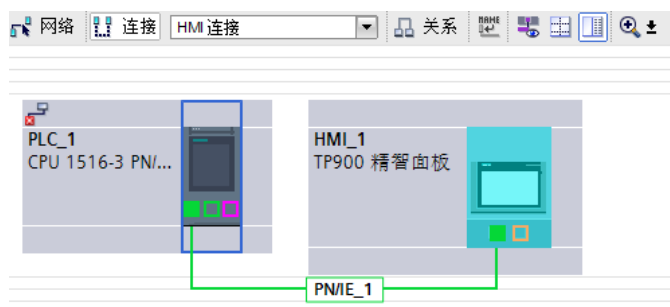 网络 连接 HMI 连接 关系 NAME
PLC_1
CPU 1516-3 PN/...
HMI_1
TP900 精智面板
PN/IE_1